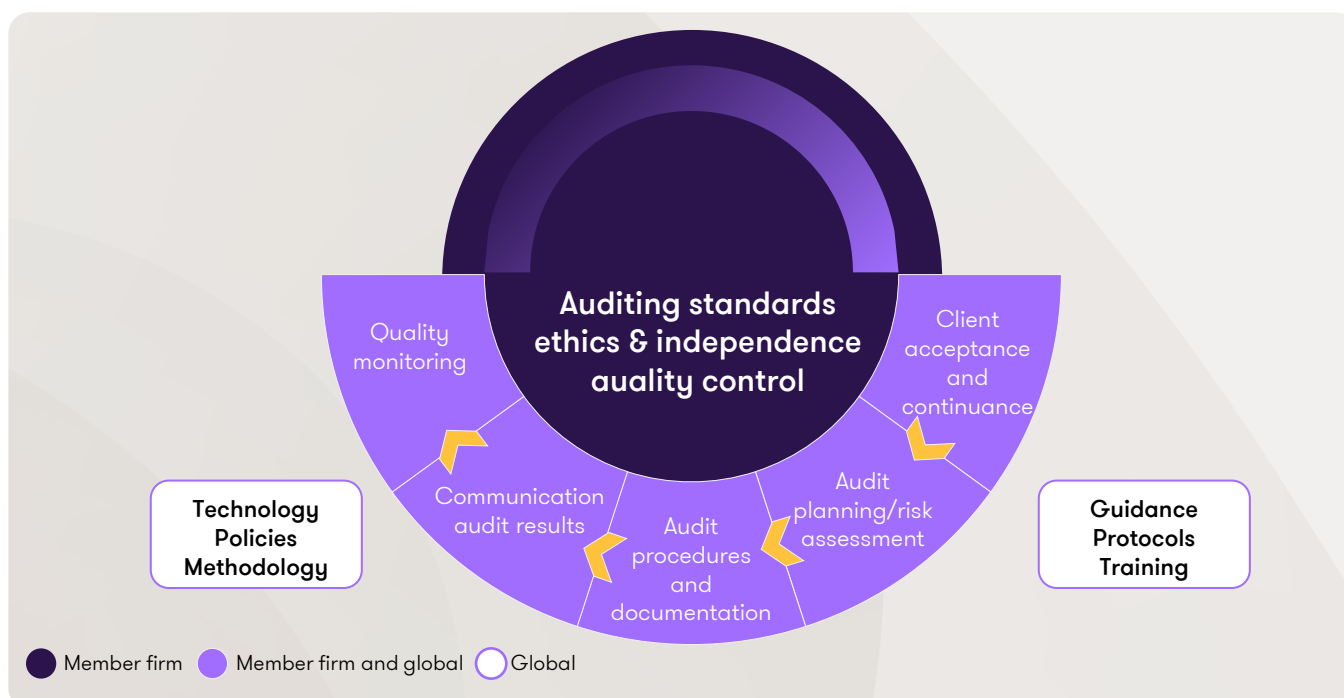 Auditing standards
ethics & independence
auality control
Quality
monitoring
Client
acceptance
and
continuance
Communication
audit results
Audit
procedures
and
documentation
Audit
planning/risk
assessment
Technology
Policies
Methodology
Guidance
Protocols
Training
Member firm
Member firm and global
Global